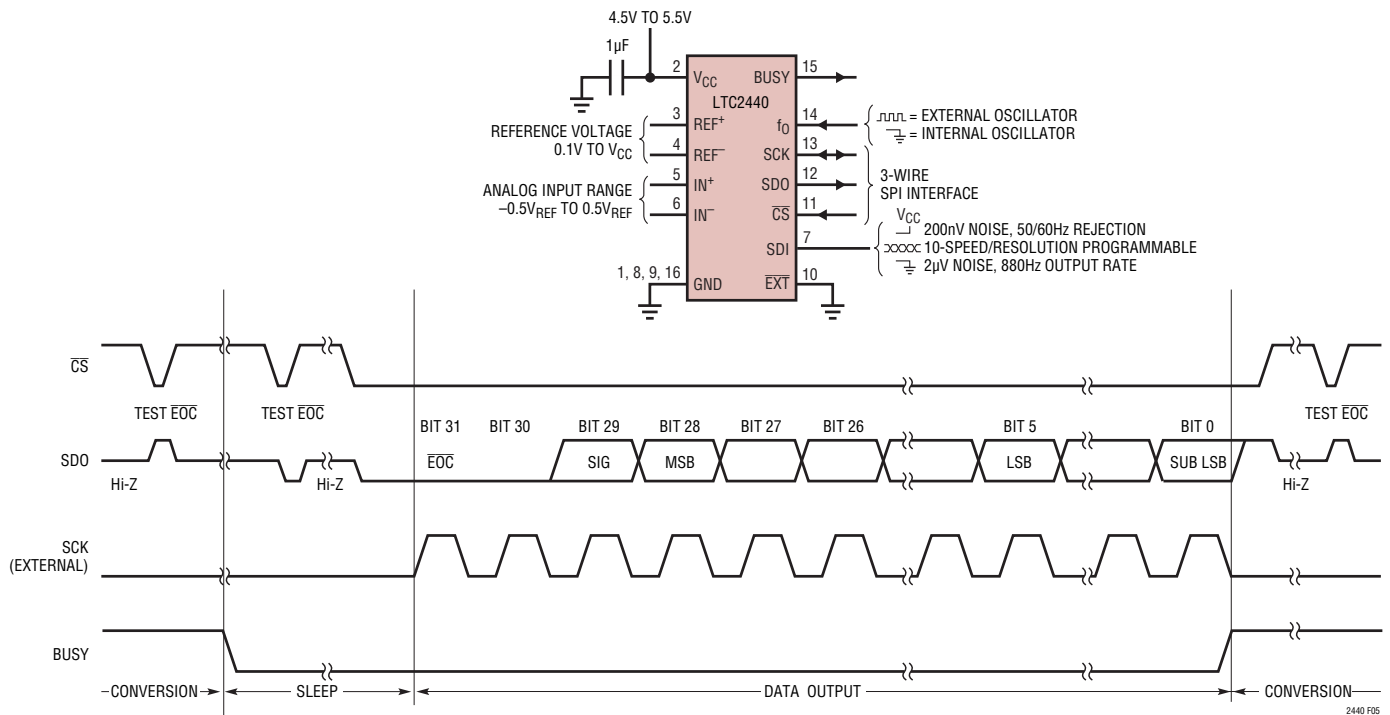 4.5V TO 5.5V
1µF
2
VCC
BUSY
15
LTC2440
3
REF+
fO
14
= EXTERNAL OSCILLATOR
= INTERNAL OSCILLATOR
REFERENCE VOLTAGE
0.1V TO VCC
4
REF–
SCK
13
5
IN+
SDO
12
3-WIRE
SPI INTERFACE
ANALOG INPUT RANGE
–0.5VREF TO 0.5VREF
6
IN–
CS
11
VCC
200nV NOISE, 50/60Hz REJECTION
SDI
7
10-SPEED/RESOLUTION PROGRAMMABLE
2µV NOISE, 880Hz OUTPUT RATE
1, 8, 9, 16
GND
EXT
10
CS
TEST EOC
TEST EOC
TEST EOC
BIT 31
BIT 30
BIT 29
BIT 28
BIT 27
BIT 26
BIT 5
BIT 0
SDO
EOC
SIG
MSB
LSB
SUB LSB
Hi-Z
Hi-Z
Hi-Z
SCK
(EXTERNAL)
BUSY
CONVERSION
SLEEP
DATA OUTPUT
CONVERSION
2440 F05